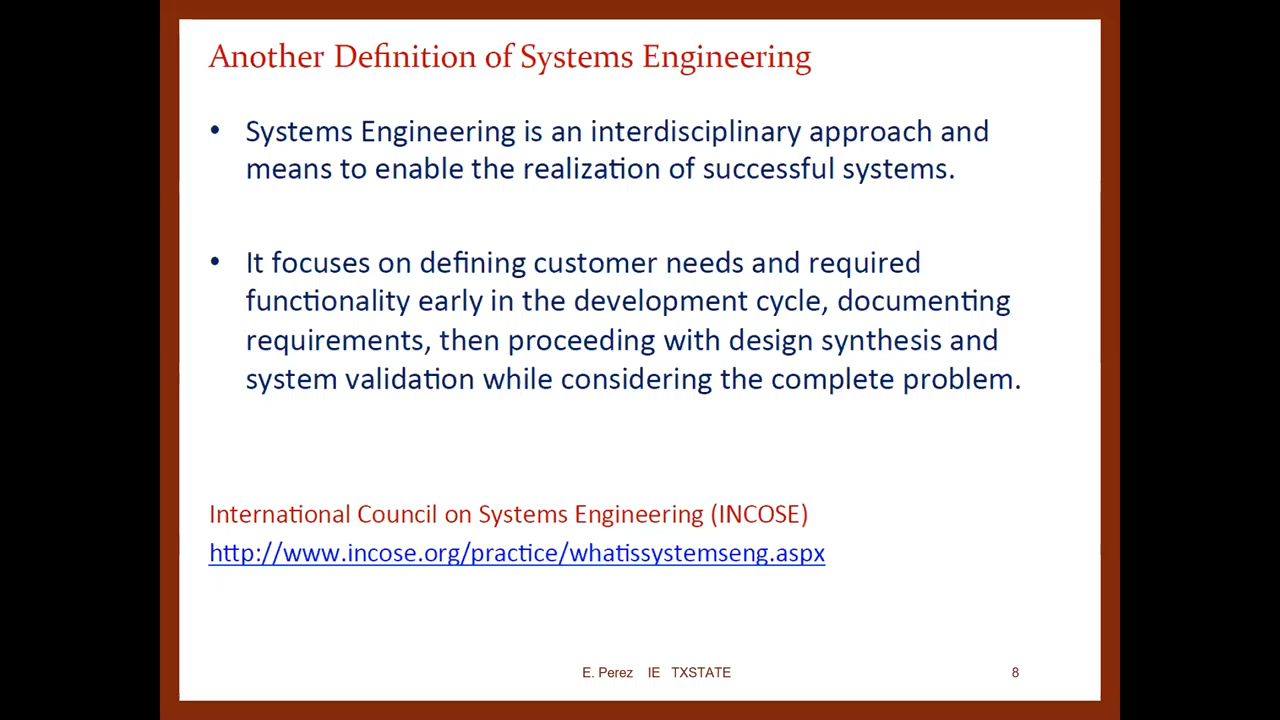 Another Definition of Systems Engineering
• Systems Engineering is an interdisciplinary approach and
means to enable the realization of successful systems.
• It focuses on defining customer needs and required
functionality early in the development cycle, documenting
requirements, then proceeding with design synthesis and
system validation while considering the complete problem.
International Council on Systems Engineering (INCOSE)
http://www.incose.org/practice/whatissystemseng.aspx
E. Perez IE TXSTATE
8